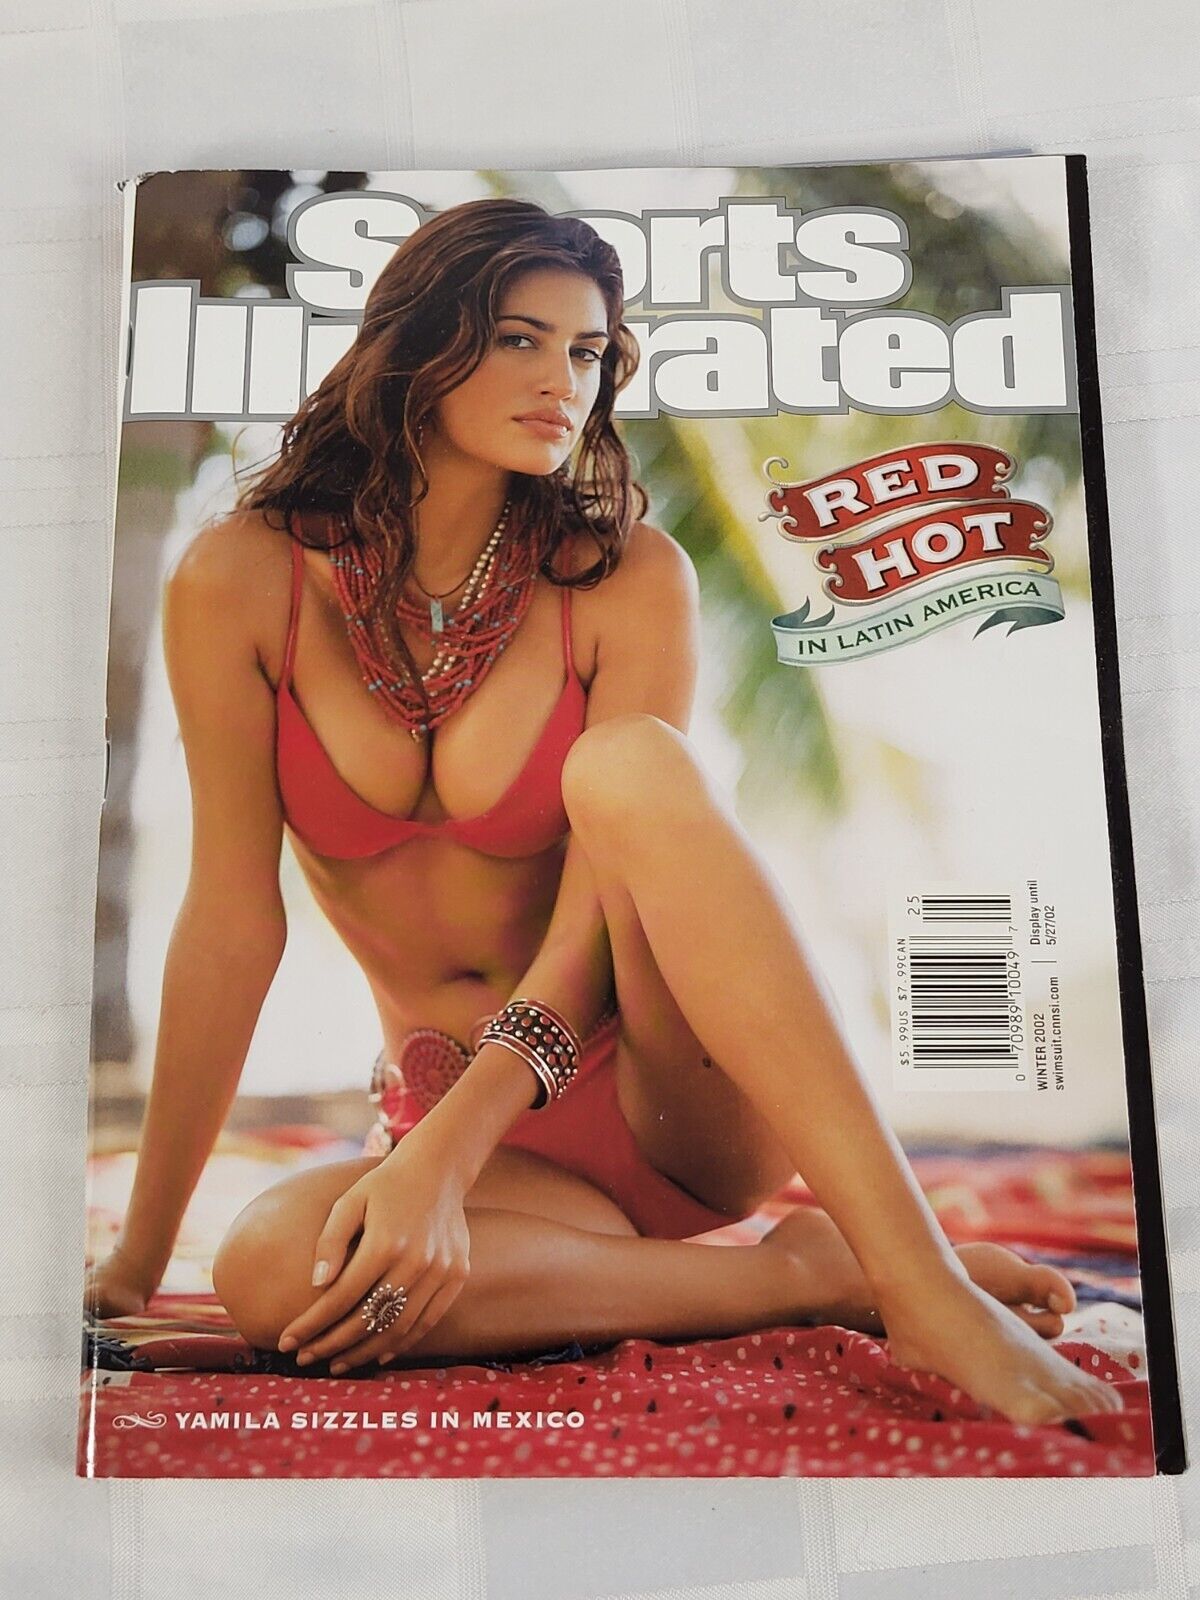 Sports
Illustrated
RED
HOT
IN LATIN AMERICA
$5.99US $7.99CAN
25
0 70989 10049 7
WINTER 2002 | Display until
swimsuit.cnnsi.com 5/27/02
YAMILA SIZZLES IN MEXICO